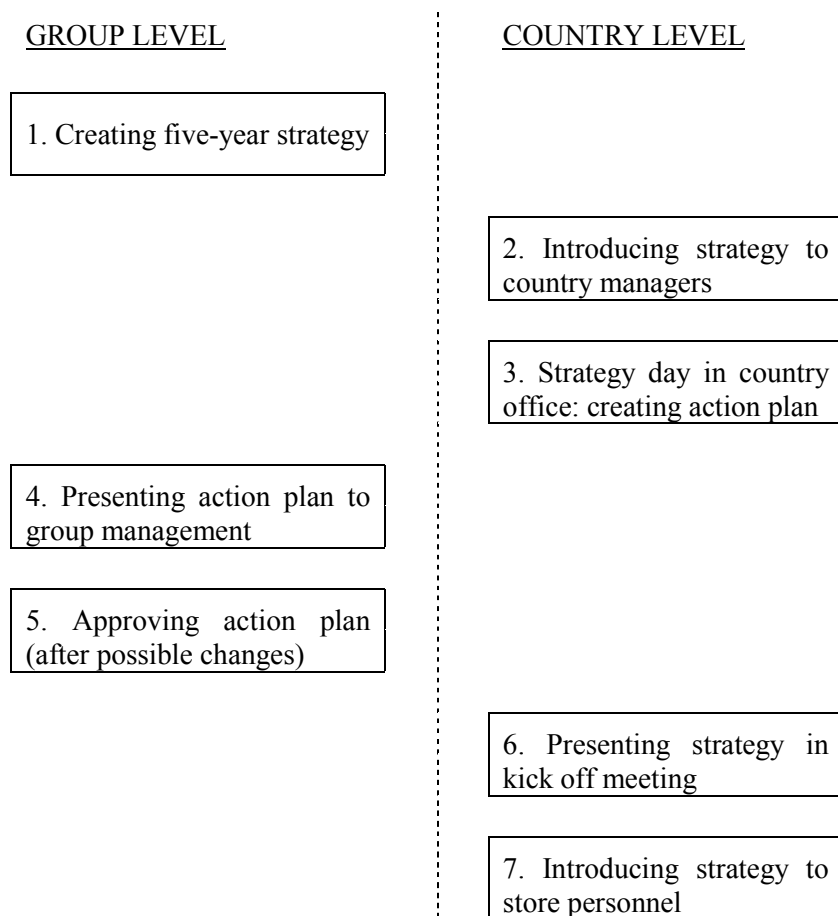 GROUP LEVEL
COUNTRY LEVEL
1. Creating five-year strategy
2. Introducing strategy to
country managers
3. Strategy day in country
office: creating action plan
4. Presenting action plan to
group management
5. Approving action plan
(after possible changes)
6. Presenting strategy in
kick off meeting
7. Introducing strategy to
store personnel